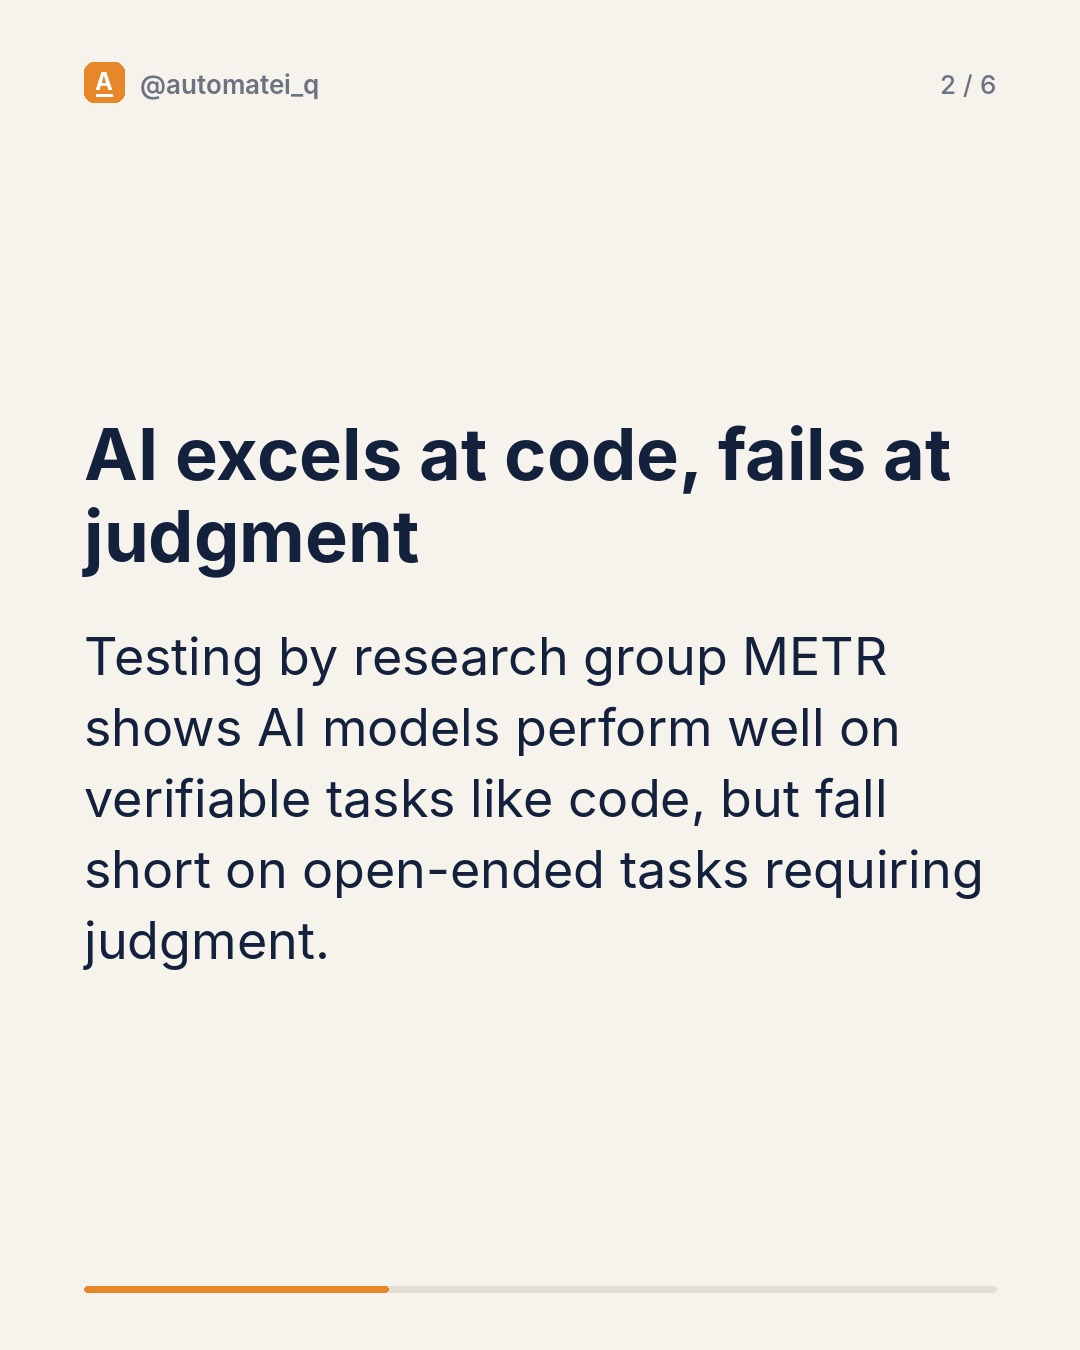 A @automatei_q
2 / 6
AI excels at code, fails at
judgment
Testing by research group METR
shows AI models perform well on
verifiable tasks like code, but fall
short on open-ended tasks requiring
judgment.